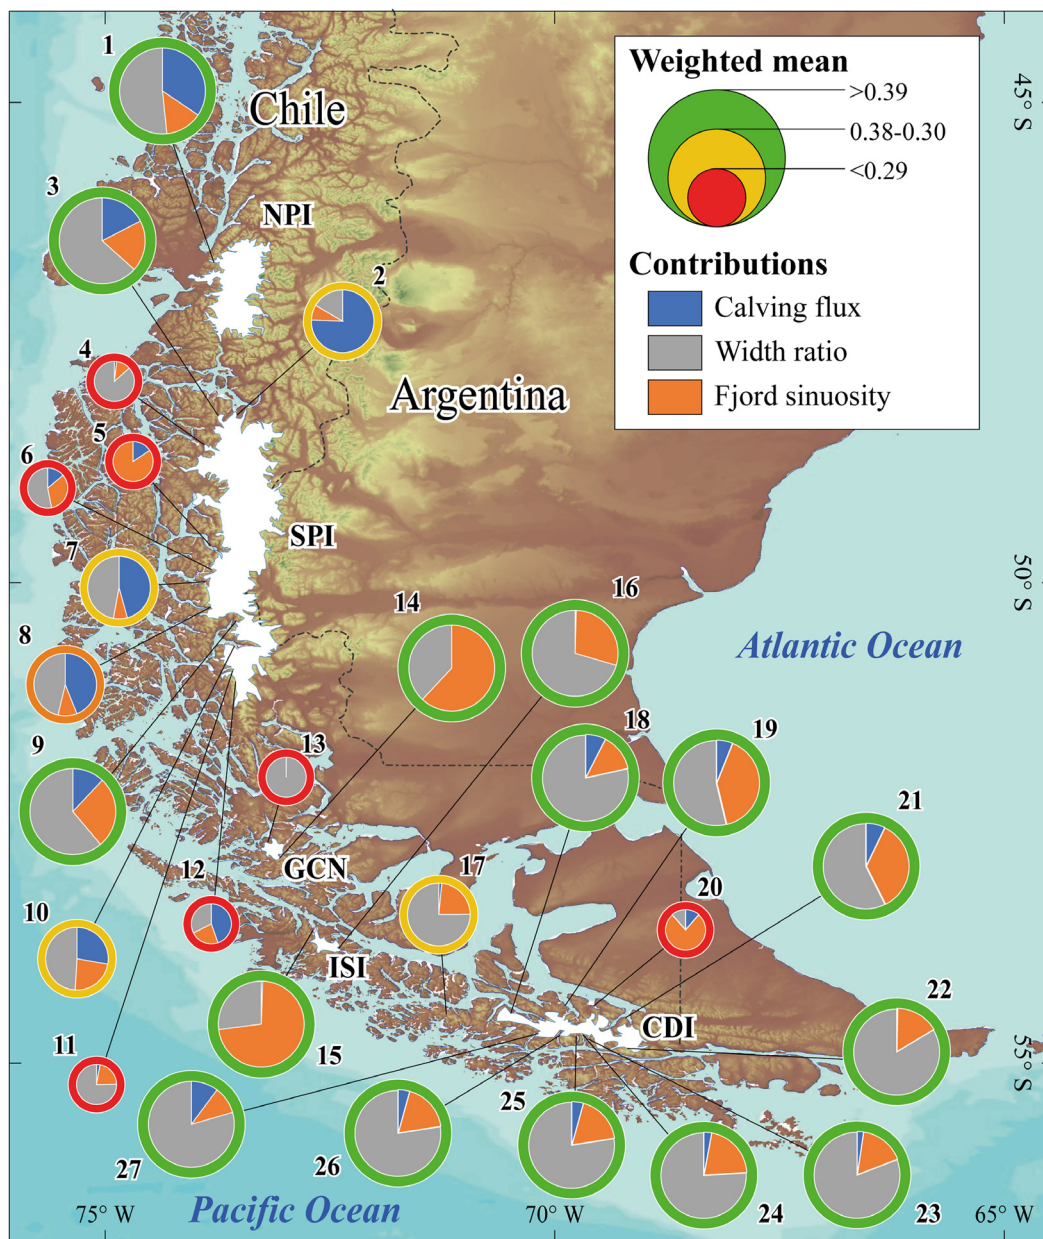 1
Chile
3
NPI
2
4
Argentina
5
6
SPI
7
14
16
8
Atlantic Ocean
18
19
9
13
21
GCN
12
17
20
10
ISI
22
CDI
15
11
25
27
26
24
23
Pacific Ocean
75° W
70° W
65° W
45° S
50° S
55° S
Weighted mean
>0.39
0.38-0.30
<0.29
Contributions
Calving flux
Width ratio
Fjord sinuosity